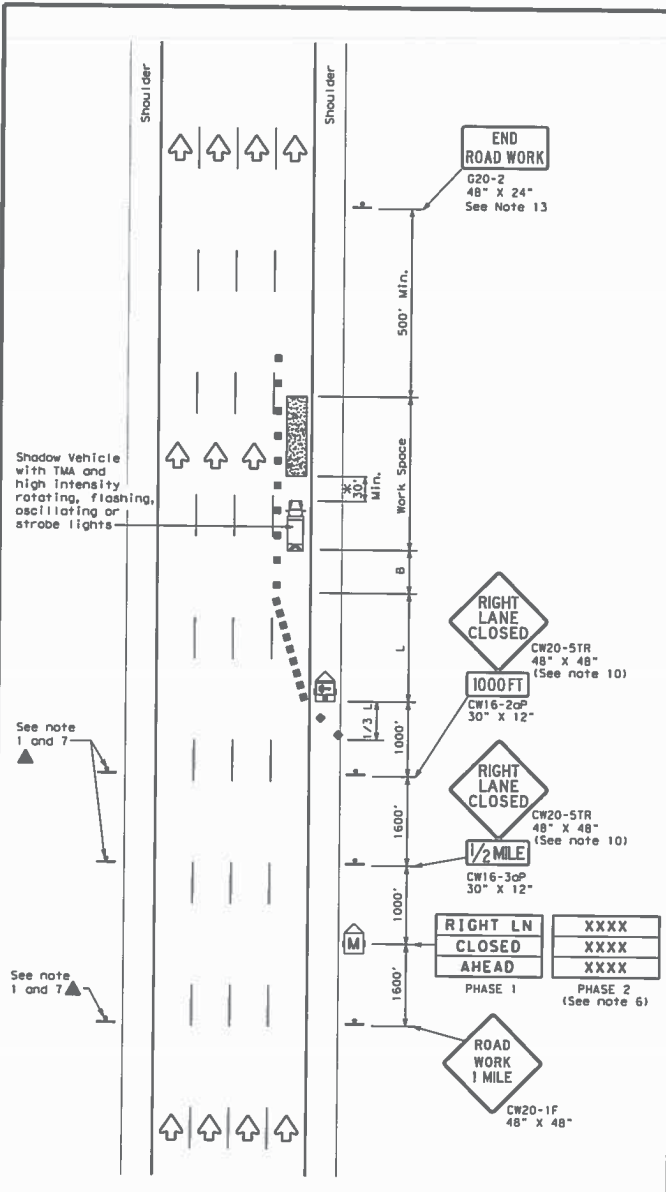 Shoulder
Shoulder
END
ROAD WORK
G20-2
48" X 24"
See Note 13
500' Min.
Shadow Vehicle
with TMA and
high intensity
rotating, flashing,
oscillating or
strobe lights
Work Space
*
30'
Min.
B
L
1/3 L
RIGHT
LANE
CLOSED
CW20-5TR
48" X 48"
(See note 10)
1000 FT
CW16-2aP
30" X 12"
1000'
See note
1 and 7
RIGHT
LANE
CLOSED
CW20-5TR
48" X 48"
(See note 10)
1/2 MILE
CW16-3aP
30" X 12"
1600'
1000'
M
RIGHT LN
CLOSED
AHEAD
PHASE 1
XXXX
XXXX
XXXX
PHASE 2
(See note 6)
1600'
See note
1 and 7
ROAD
WORK
1 MILE
CW20-1F
48" X 48"